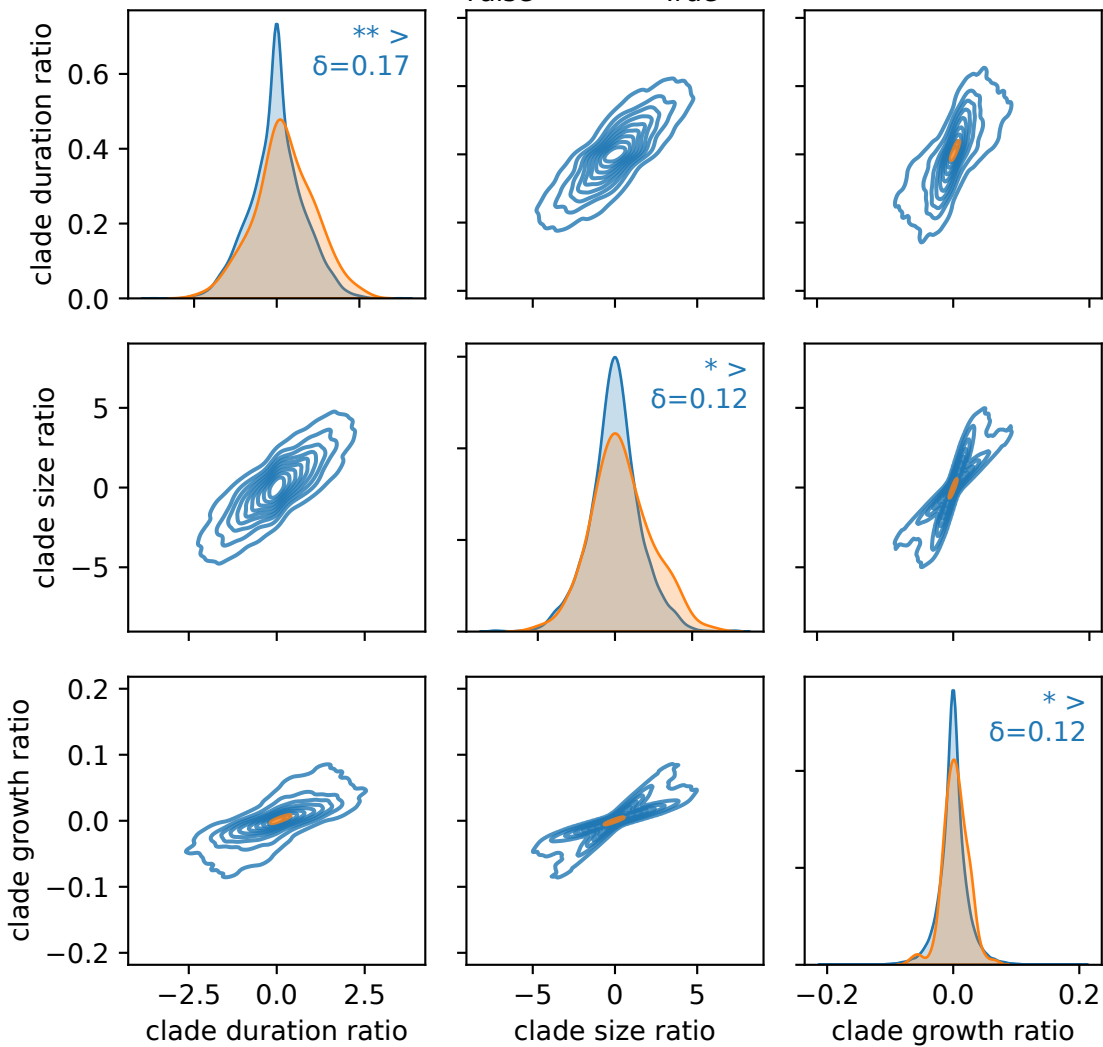 clade duration ratio
0.6
0.4
0.2
0.0
** >
δ=0.17
clade size ratio
5
0
−5
* >
δ=0.12
clade growth ratio
0.2
0.1
0.0
−0.1
−0.2
* >
δ=0.12
−2.5 0.0 2.5
−5 0 5
−0.2 0.0 0.2
clade duration ratio
clade size ratio
clade growth ratio